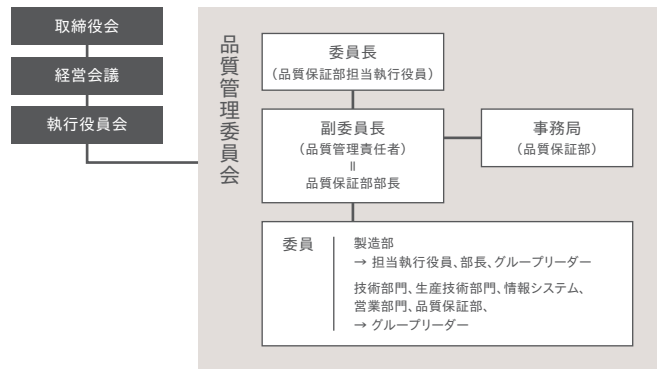 取締役会
経営会議
執行役員会
品質管理委員会
委員長
（品質保証部担当執行役員）
副委員長
（品質管理責任者）
＝
品質保証部部長
事務局
（品質保証部）
委員
製造部
→ 担当執行役員、部長、グループリーダー
技術部門、生産技術部門、情報システム、
営業部門、品質保証部、
→ グループリーダー